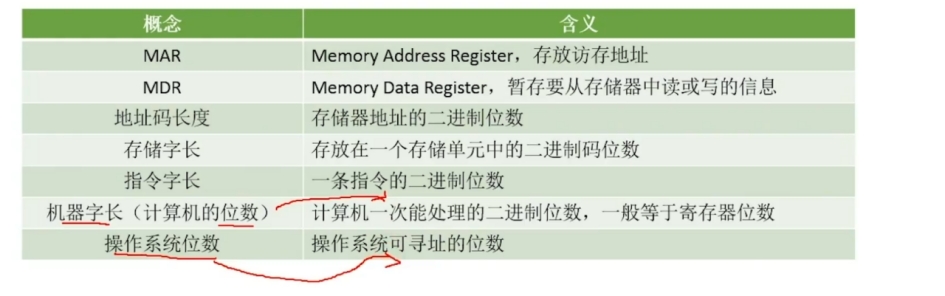 概念 含义
MAR Memory Address Register，存放访存地址
MDR Memory Data Register，暂存要从存储器中读或写的信息
地址码长度 存储器地址的二进制位数
存储字长 存放在一个存储单元中的二进制码位数
指令字长 一条指令的二进制位数
机器字长（计算机的位数） 计算机一次能处理的二进制位数，一般等于寄存器位数
操作系统位数 操作系统可寻址的位数